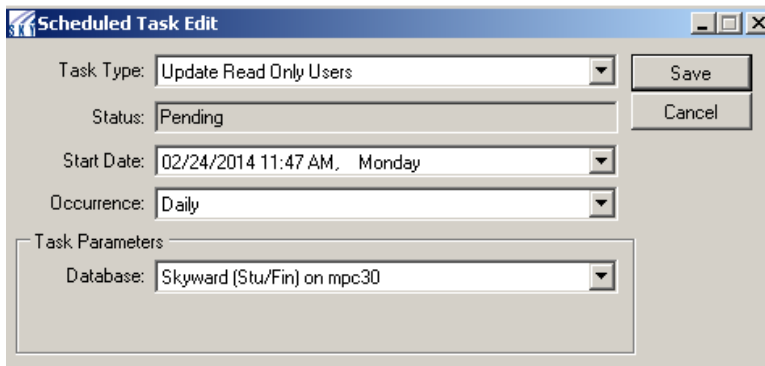 Scheduled Task Edit
Task Type: Update Read Only Users
Save
Status: Pending
Cancel
Start Date: 02/24/2014 11:47 AM, Monday
Occurrence: Daily
Task Parameters
Database: Skyward (Stu/Fin) on mpc30